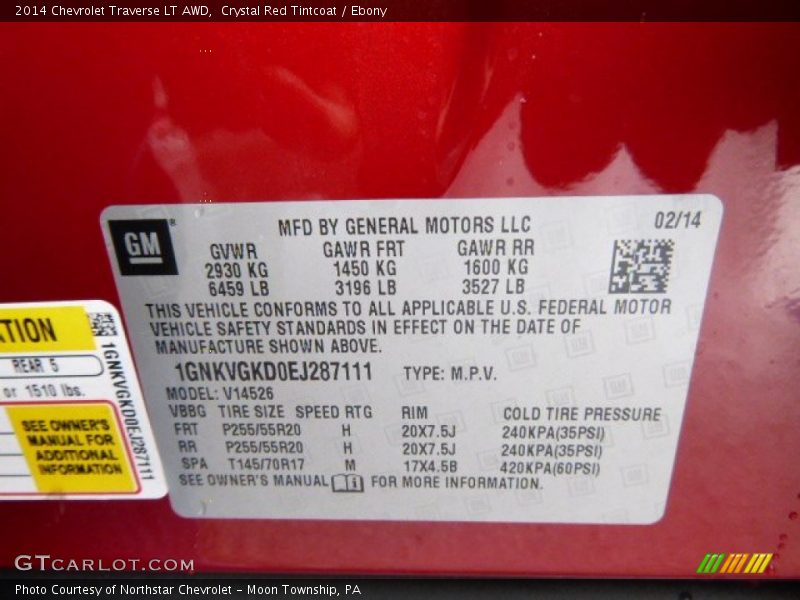 2014 Chevrolet Traverse LT AWD,  Crystal Red Tintcoat / Ebony
MFD BY GENERAL MOTORS LLC
02/14
GM®
GVWR GAWR FRT GAWR RR
2930 KG 1450 KG 1600 KG
6459 LB 3196 LB 3527 LB
THIS VEHICLE CONFORMS TO ALL APPLICABLE U.S. FEDERAL MOTOR
VEHICLE SAFETY STANDARDS IN EFFECT ON THE DATE OF
MANUFACTURE SHOWN ABOVE.
1GNKVGKD0EJ287111 TYPE: M.P.V.
MODEL: V14526
VBBG TIRE SIZE SPEED RTG RIM COLD TIRE PRESSURE
FRT P255/55R20 H 20X7.5J 240KPA(35PSI)
RR P255/55R20 H 20X7.5J 240KPA(35PSI)
SPA T145/70R17 M 17X4.5B 420KPA(60PSI)
SEE OWNER'S MANUAL FOR MORE INFORMATION.
REAR 5
or 1510 lbs.
SEE OWNER'S
MANUAL FOR
ADDITIONAL
INFORMATION
1GNKVGKD0EJ287111
GTCARLOT.COM
Photo Courtesy of Northstar Chevrolet - Moon Township, PA